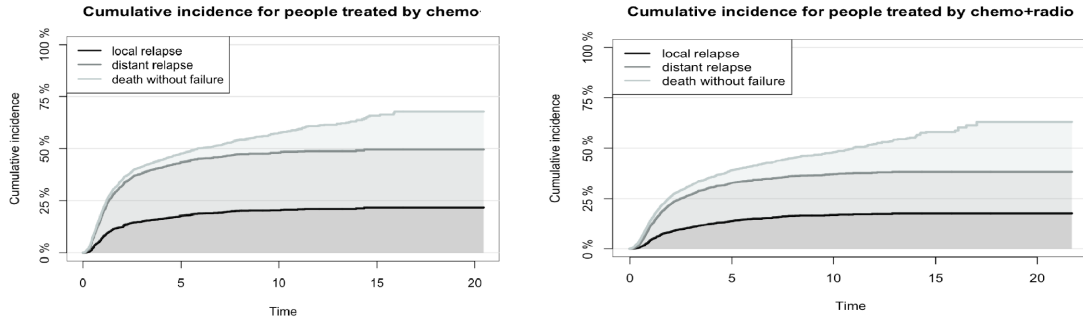 Cumulative incidence for people treated by chemo
local relapse
distant relapse
death without failure
Cumulative incidence
100 %
75 %
50 %
25 %
0 %
0 5 10 15 20
Time
Cumulative incidence for people treated by chemo+radio
local relapse
distant relapse
death without failure
Cumulative incidence
100 %
75 %
50 %
25 %
0 %
0 5 10 15 20
Time